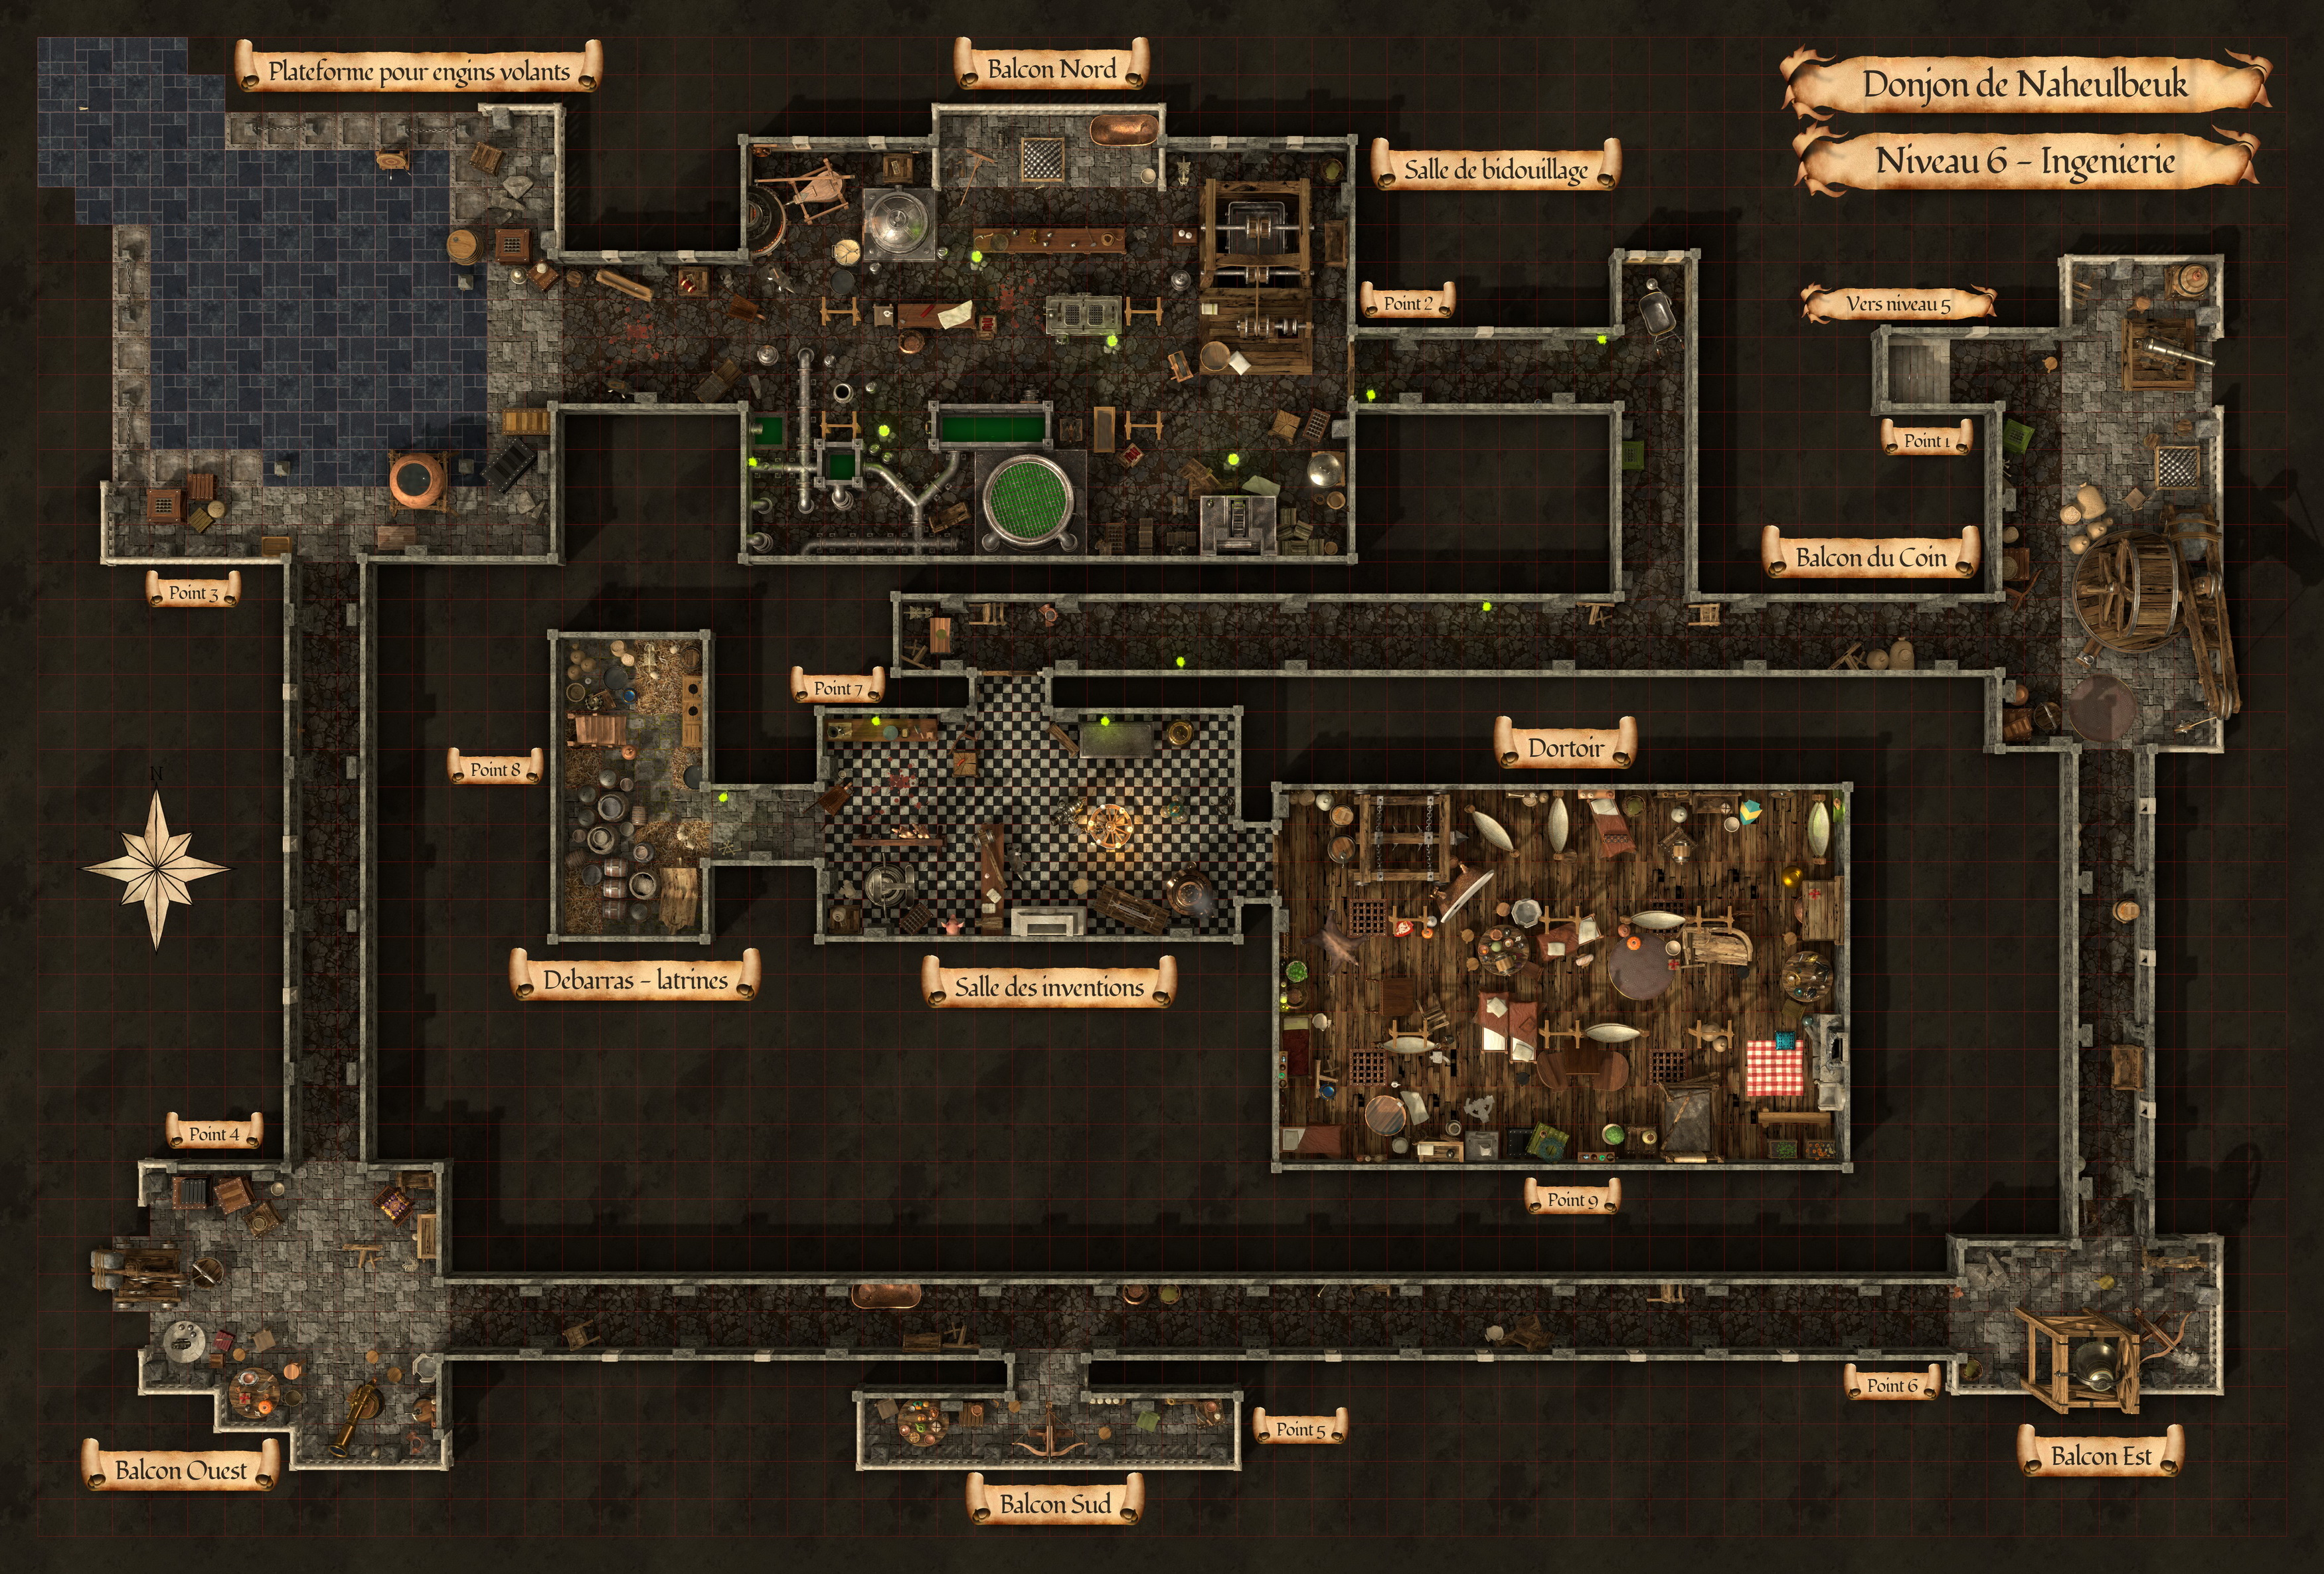 Plateforme pour engins volants
Balcon Nord
Donjon de Naheulbeuk
Niveau 6 - Ingenierie
Salle de bidouillage
Point 2
Vers niveau 5
Point 1
Balcon du Coin
Point 3
Point 7
Dortoir
Point 8
N
Debarras - latrines
Salle des inventions
Point 4
Point 9
Point 6
Point 5
Balcon Ouest
Balcon Sud
Balcon Est